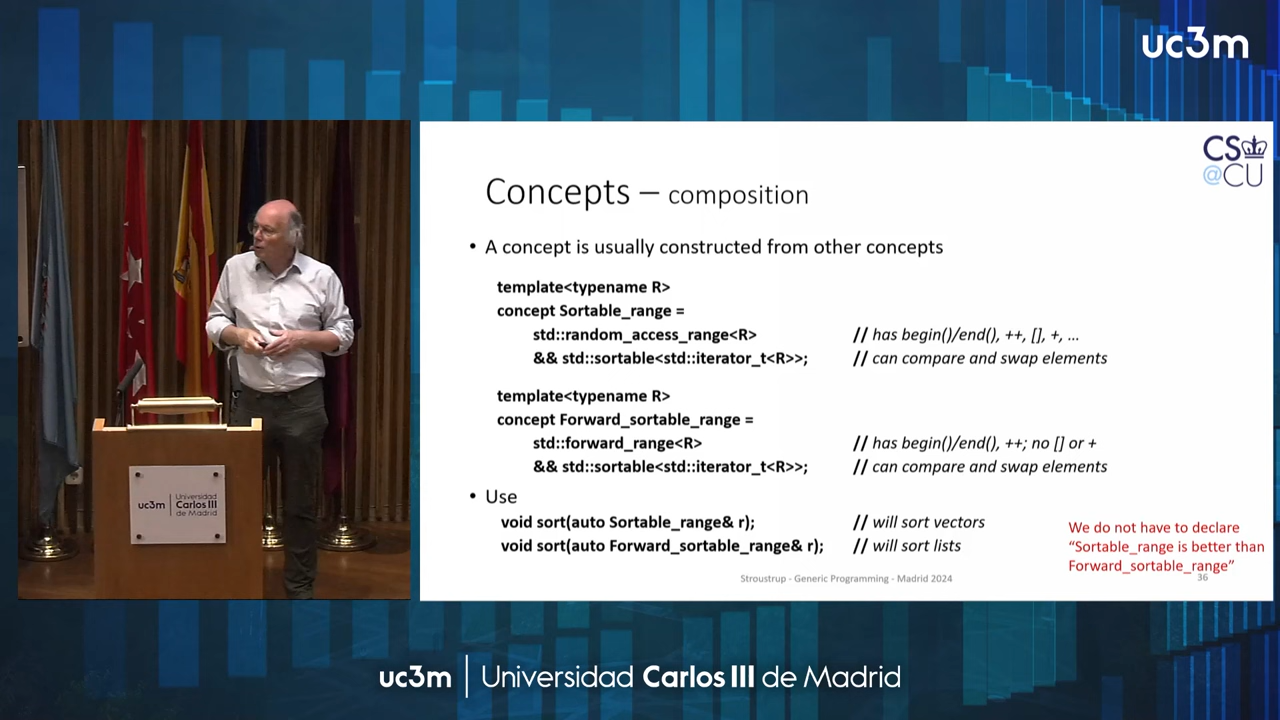 uc3m
CS
@CU
Concepts – composition
• A concept is usually constructed from other concepts
template<typename R>
concept Sortable_range =
std::random_access_range<R> // has begin()/end(), ++, [], +, ...
&& std::sortable<std::iterator_t<R>>; // can compare and swap elements
template<typename R>
concept Forward_sortable_range =
std::forward_range<R> // has begin()/end(), ++; no [] or +
&& std::sortable<std::iterator_t<R>>; // can compare and swap elements
• Use
void sort(auto Sortable_range& r); // will sort vectors
void sort(auto Forward_sortable_range& r); // will sort lists
We do not have to declare
“Sortable_range is better than
Forward_sortable_range”
Stroustrup - Generic Programming - Madrid 2024
36
uc3m
Universidad
Carlos III
de Madrid
uc3m | Universidad Carlos III de Madrid